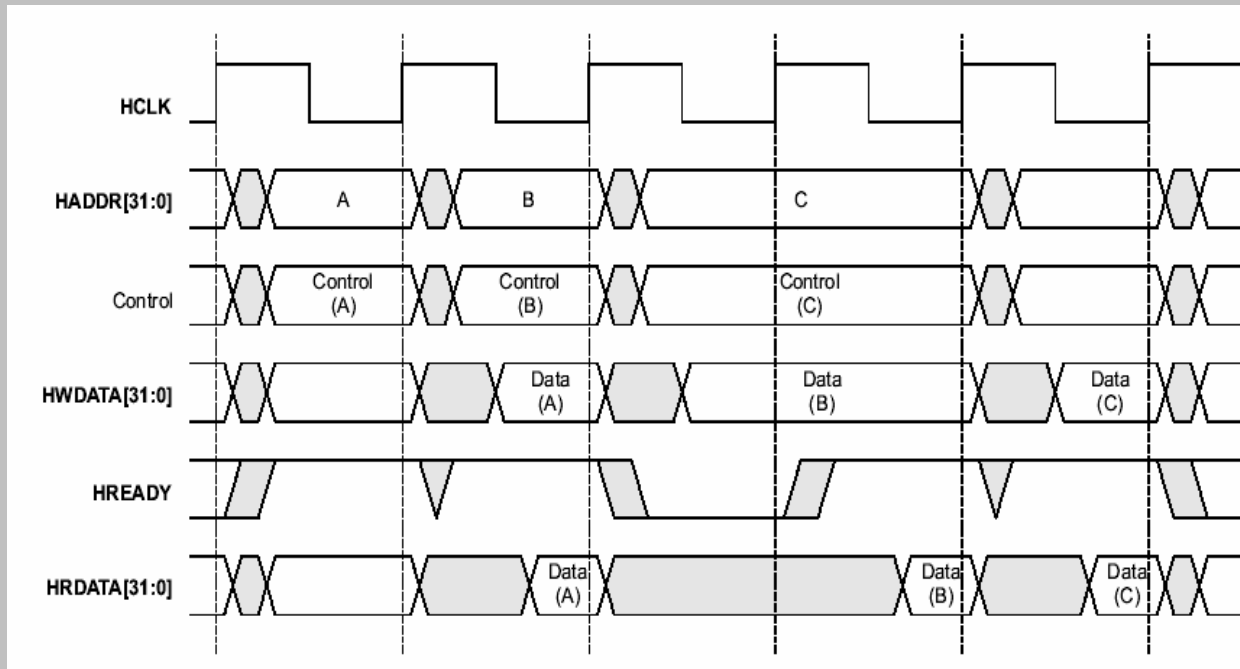 HCLK
HADDR[31:0]
A
B
C
Control
Control
(A)
Control
(B)
Control
(C)
HWDATA[31:0]
Data
(A)
Data
(B)
Data
(C)
HREADY
HRDATA[31:0]
Data
(A)
Data
(B)
Data
(C)